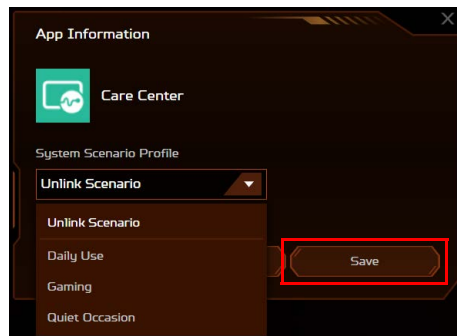 App Information
Care Center
System Scenario Profile
Unlink Scenario
Unlink Scenario
Daily Use
Save
Gaming
Quiet Occasion